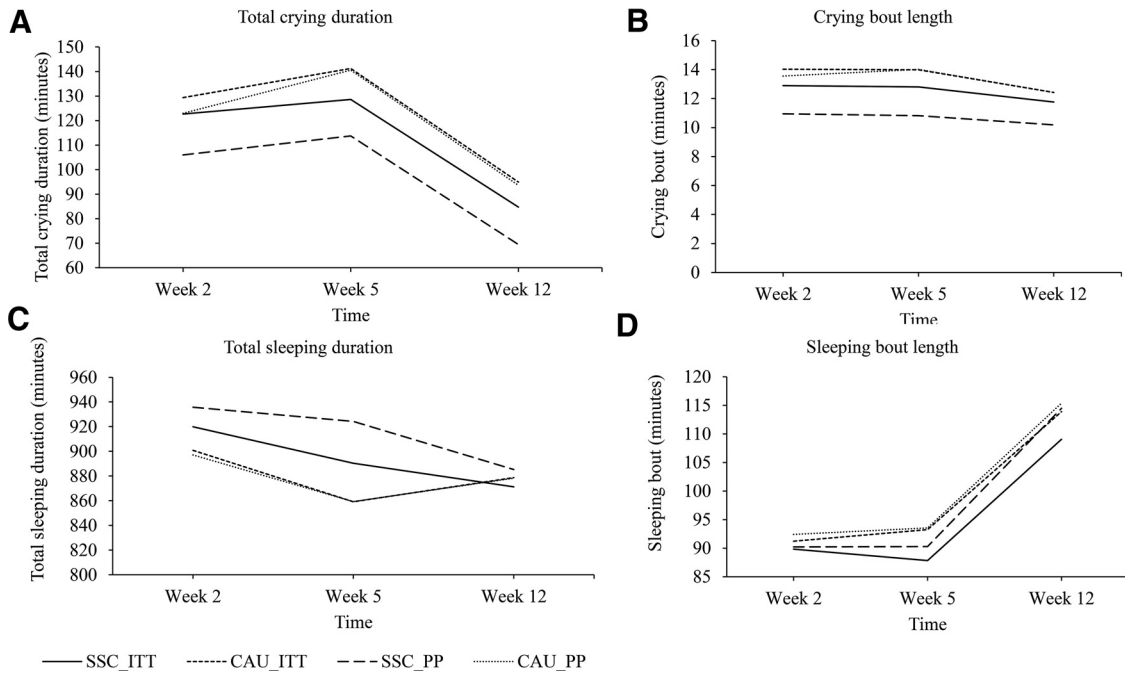 A
Total crying duration
Total crying duration (minutes)
150
140
130
120
110
100
90
80
70
60
Week 2
Week 5
Week 12
Time
B
Crying bout length
Crying bout (minutes)
16
14
12
10
8
6
4
2
0
Week 2
Week 5
Week 12
Time
C
Total sleeping duration
Total sleeping duration (minutes)
960
940
920
900
880
860
840
820
800
Week 2
Week 5
Week 12
Time
D
Sleeping bout length
Sleeping bout (minutes)
120
115
110
105
100
95
90
85
Week 2
Week 5
Week 12
Time
SSC_ITT
CAU_ITT
SSC_PP
CAU_PP